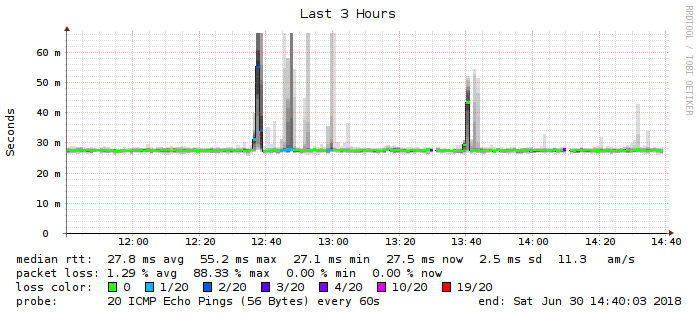 Last 3 Hours
RRDTOOL / TOBI OETIKER
Seconds
60 m
50 m
40 m
30 m
20 m
10 m
0
12:00 12:20 12:40 13:00 13:20 13:40 14:00 14:20 14:40
median rtt: 27.8 ms avg 55.2 ms max 27.1 ms min 27.5 ms now 2.5 ms sd 11.3 am/s
packet loss: 1.29 % avg 88.33 % max 0.00 % min 0.00 % now
loss color: 0 1/20 2/20 3/20 4/20 10/20 19/20
probe: 20 ICMP Echo Pings (56 Bytes) every 60s end: Sat Jun 30 14:40:03 2018